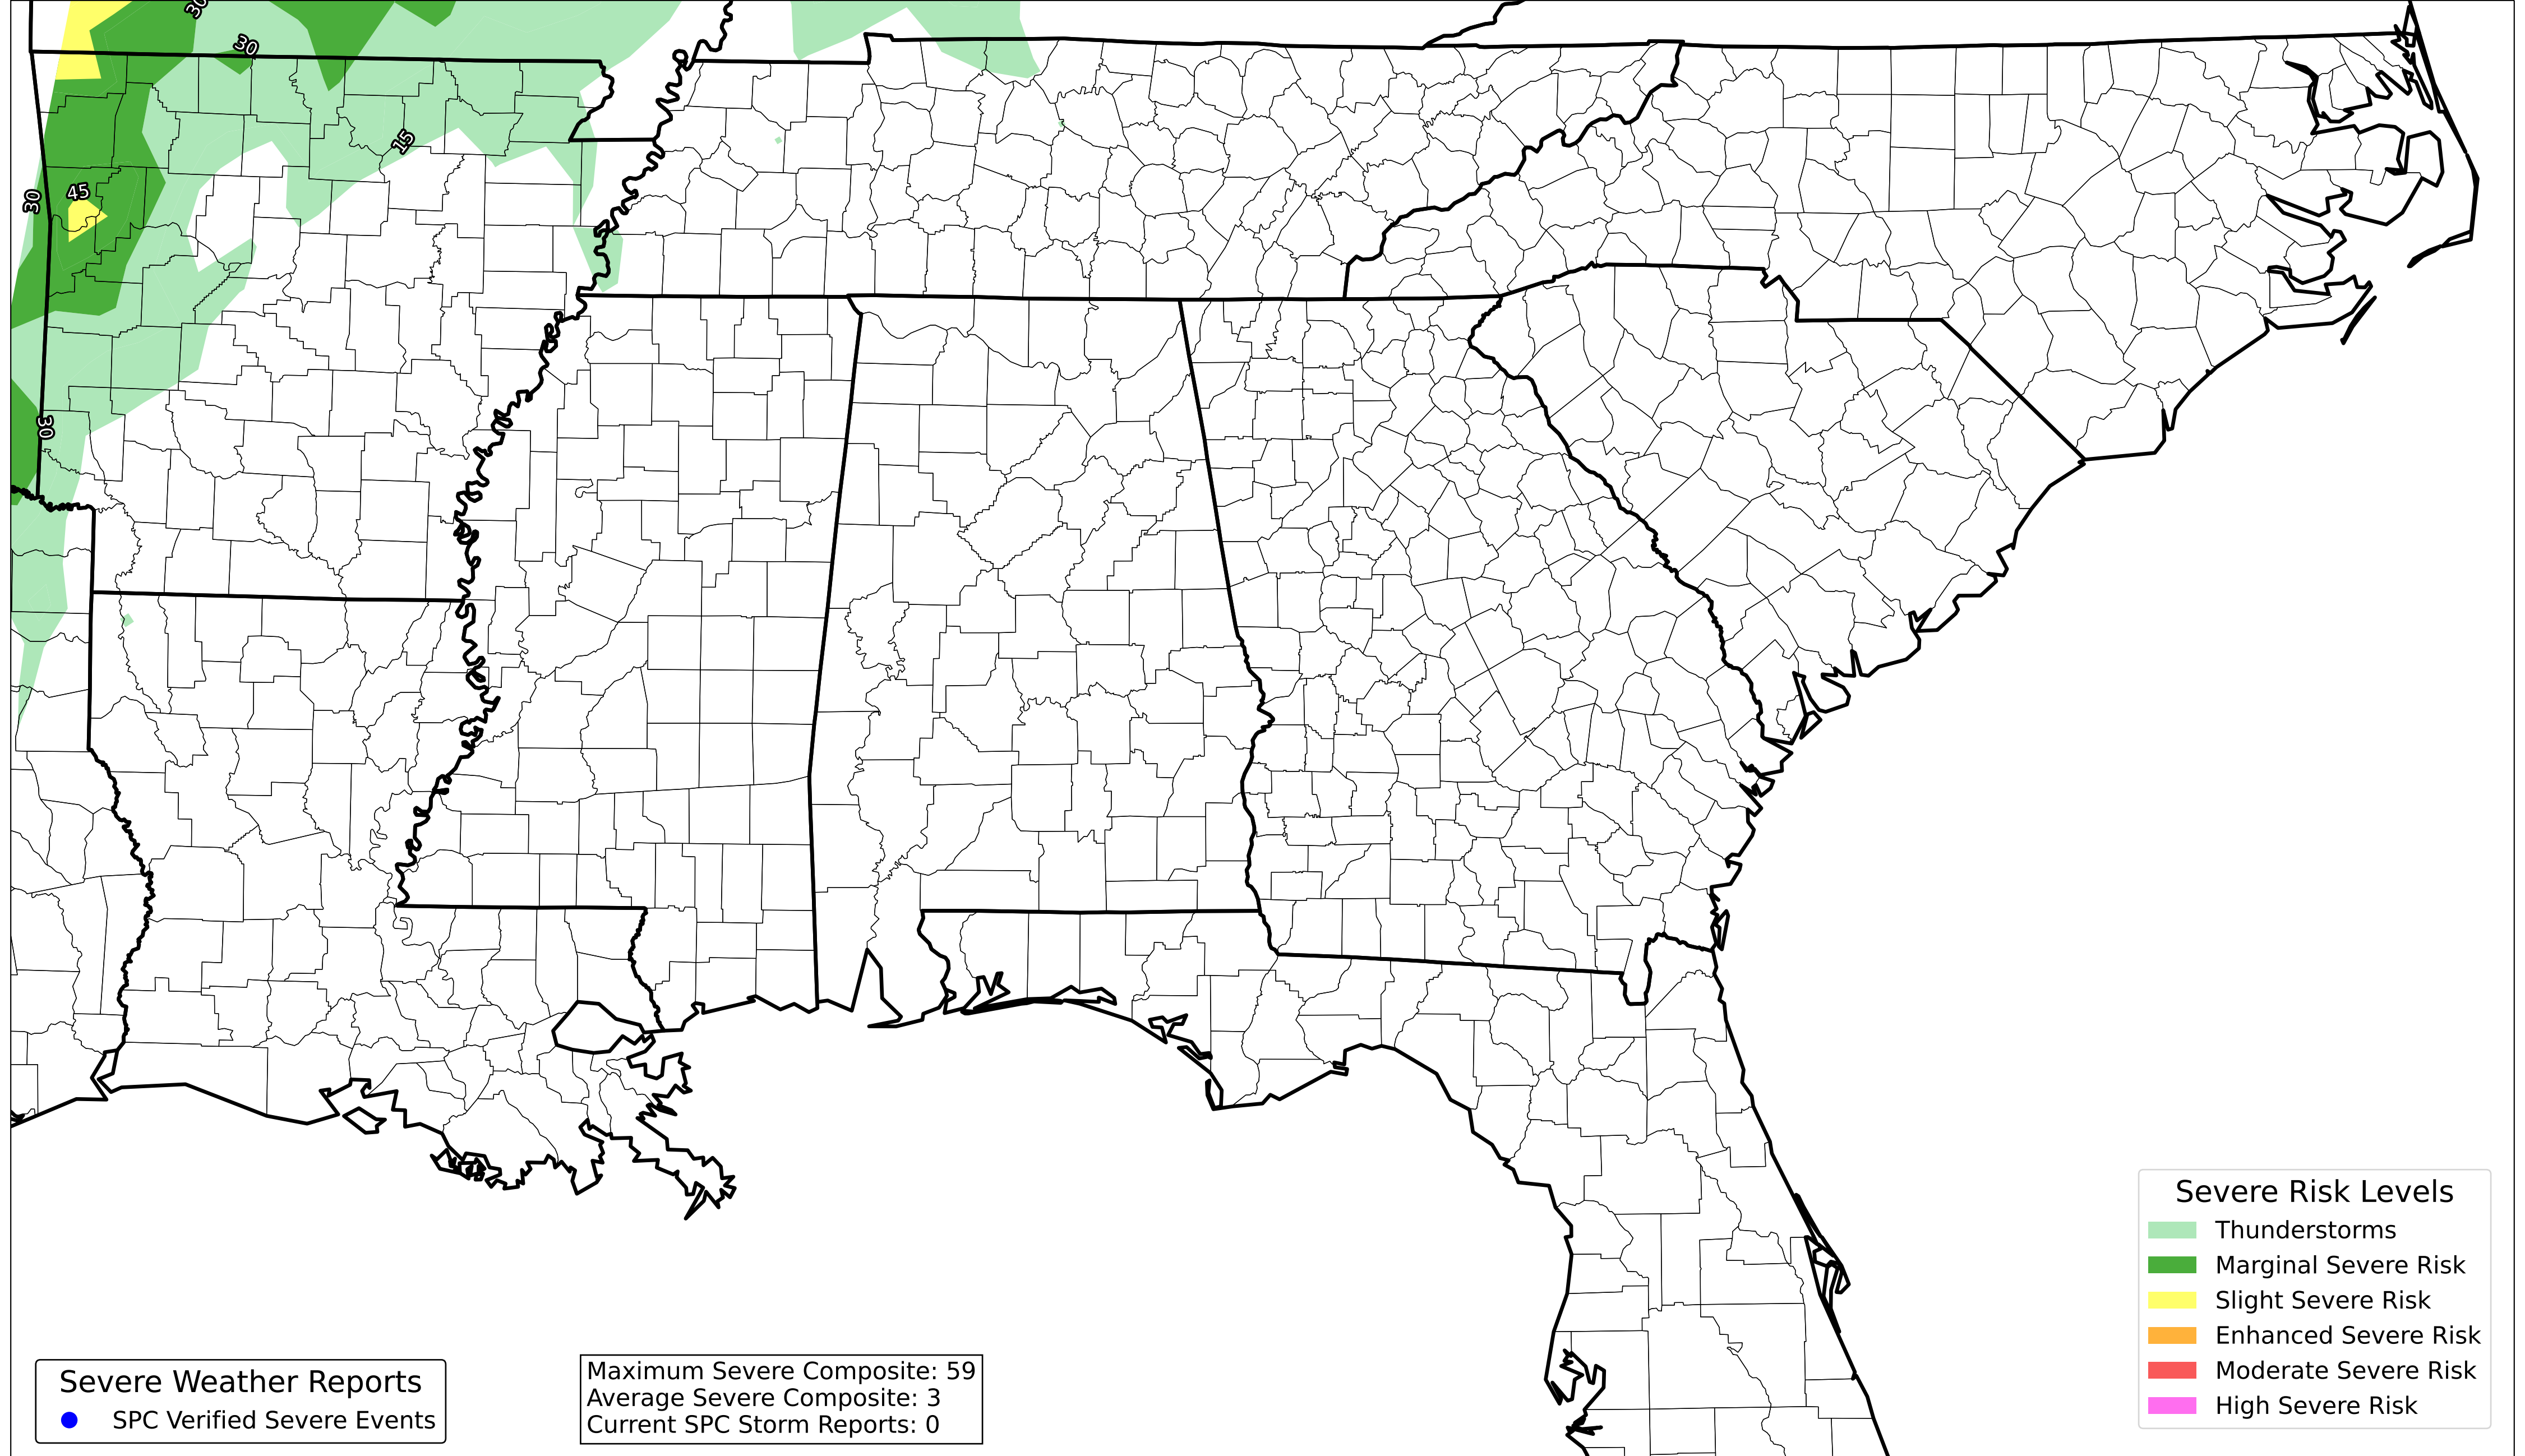 30
30
15
30
45
30
Severe Risk Levels
Thunderstorms
Marginal Severe Risk
Slight Severe Risk
Enhanced Severe Risk
Moderate Severe Risk
High Severe Risk
Severe Weather Reports
SPC Verified Severe Events
Maximum Severe Composite: 59
Average Severe Composite: 3
Current SPC Storm Reports: 0